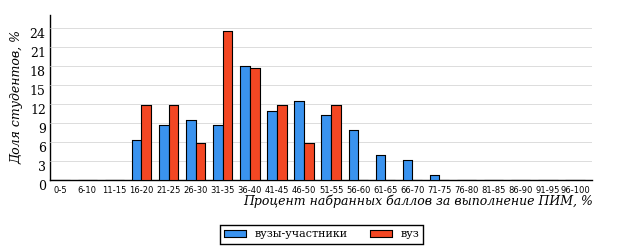 Доля студентов, %
24
21
18
15
12
9
6
3
0
0-5 6-10 11-15 16-20 21-25 26-30 31-35 36-40 41-45 46-50 51-55 56-60 61-65 66-70 71-75 76-80 81-85 86-90 91-95 96-100
Процент набранных баллов за выполнение ПИМ, %
вузы-участники вуз